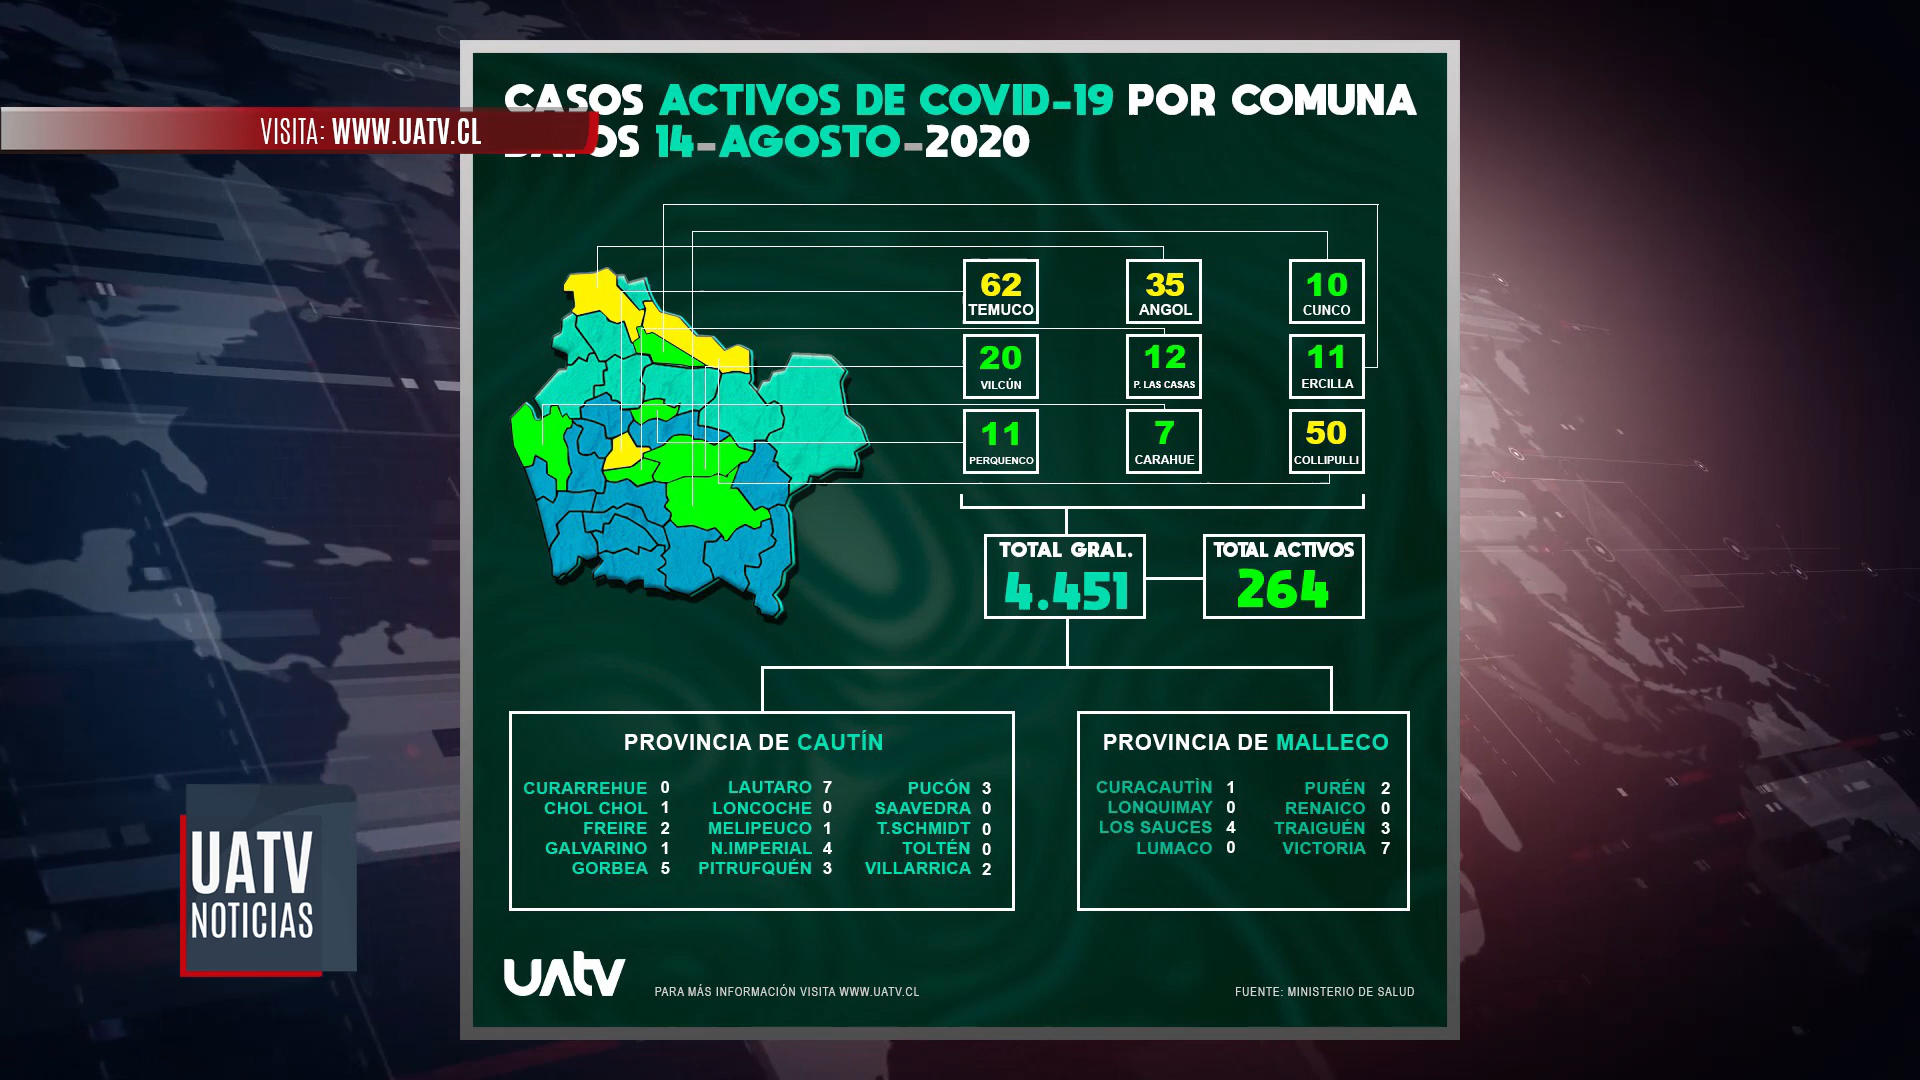 CASOS ACTIVOS DE COVID-19 POR COMUNA
VISITA: WWW.UATV.CL
14-AGOSTO-2020
62
TEMUCO
35
ANGOL
10
CUNCO
20
VILCÚN
12
P. LAS CASAS
11
ERCILLA
11
PERQUENCO
7
CARAHUE
50
COLLIPULLI
TOTAL GRAL.
4.451
TOTAL ACTIVOS
264
PROVINCIA DE CAUTÍN
CURARREHUE 0
CHOL CHOL 1
FREIRE 2
GALVARINO 1
GORBEA 5
LAUTARO 7
LONCOCHE 0
MELIPEUCO 1
N.IMPERIAL 4
PITRUFQUÉN 3
PUCÓN 3
SAAVEDRA 0
T.SCHMIDT 0
TOLTÉN 0
VILLARRICA 2
PROVINCIA DE MALLECO
CURACAUTÌN 1
LONQUIMAY 0
LOS SAUCES 4
LUMACO 0
PURÉN 2
RENAICO 0
TRAIGUÉN 3
VICTORIA 7
UATV
NOTICIAS
UATV
PARA MÁS INFORMACIÓN VISITA WWW.UATV.CL
FUENTE: MINISTERIO DE SALUD